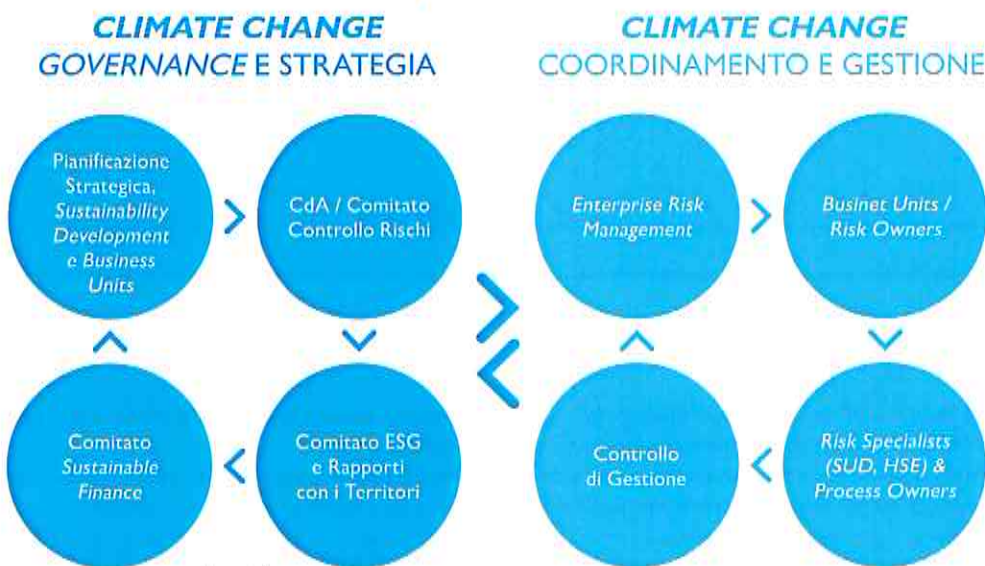 CLIMATE CHANGE
GOVERNANCE E STRATEGIA
Pianificazione
Strategica,
Sustainability
Development
e Business
Units
CdA / Comitato
Controllo Rischi
Comitato
Sustainable
Finance
Comitato ESG
e Rapporti
con i Territori
CLIMATE CHANGE
COORDINAMENTO E GESTIONE
Enterprise Risk
Management
Businet Units /
Risk Owners
Controllo
di Gestione
Risk Specialists
(SUD, HSE) &
Process Owners